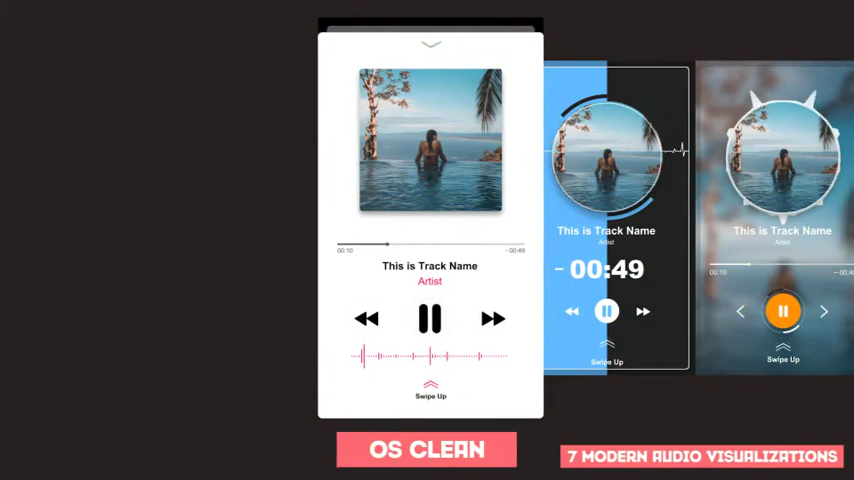 00:10
- 00:49
This is Track Name
Artist
Swipe Up
OS CLEAN
This is Track Name
Artist
- 00:49
Swipe Up
This is Track Name
Artist
00:10
Swipe Up
7 MODERN AUDIO VISUALIZATIONS